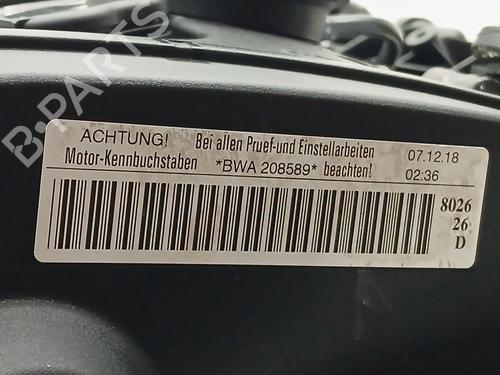 B-PARTS
ACHTUNG! Bei allen Pruef-und Einstellarbeiten 07.12.18
Motor-Kennbuchstaben *BWA 208589* beachten! 02:36
8026
26
D